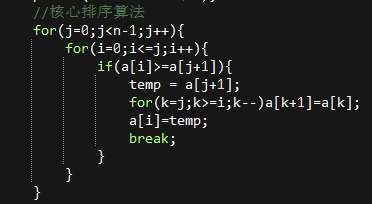 //核心排序算法
for(j=0;j<n-1;j++){
for(i=0;i<=j;i++){
if(a[i]>=a[j+1]){
temp = a[j+1];
for(k=j;k>=i;k--)a[k+1]=a[k];
a[i]=temp;
break;
}
}
}